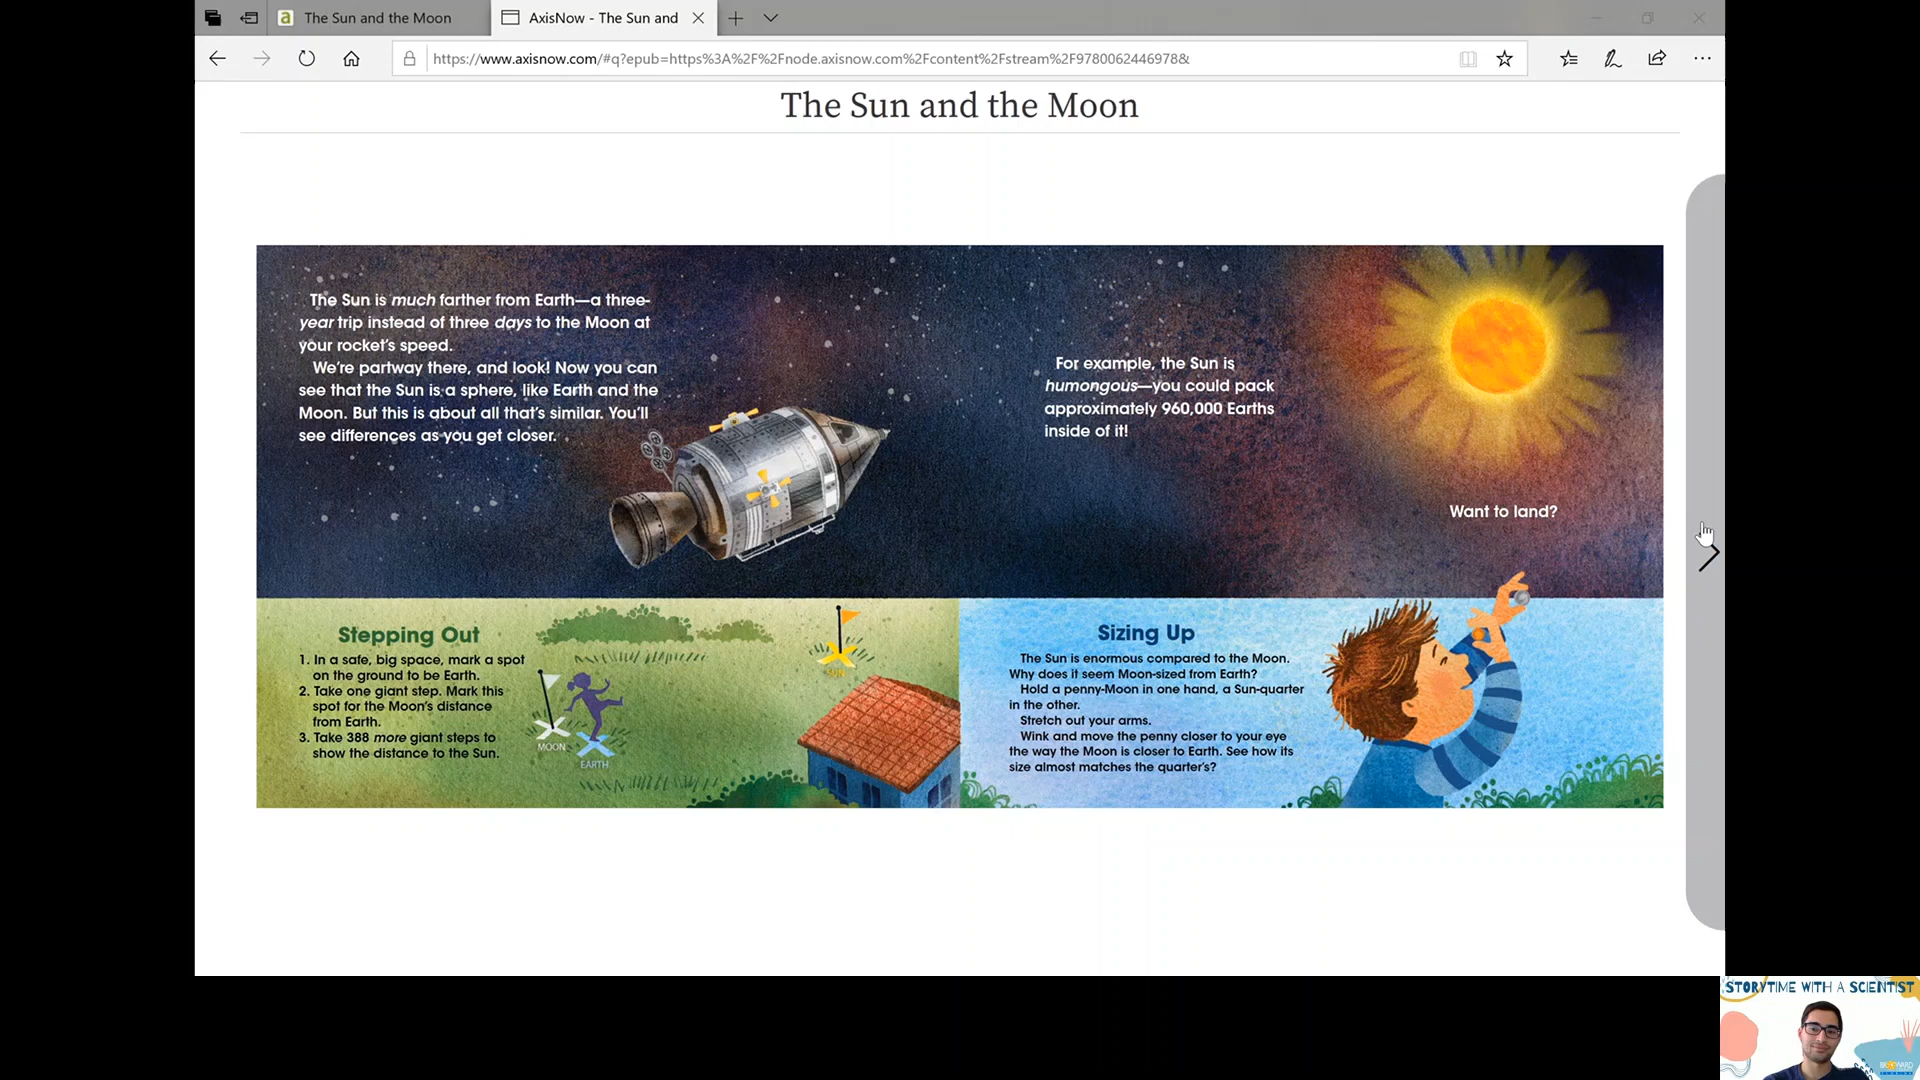 The Sun and the Moon
AxisNow - The Sun and
https://www.axisnow.com/#q?epub=https%3A%2F%2Fnode.axisnow.com%2Fcontent%2Fstream%2F9780062446978&
The Sun and the Moon
The Sun is much farther from Earth—a three-
year trip instead of three days to the Moon at
your rocket's speed.
We're partway there, and look! Now you can
see that the Sun is a sphere, like Earth and the
Moon. But this is about all that's similar. You'll
see differences as you get closer.
For example, the Sun is
humongous—you could pack
approximately 960,000 Earths
inside of it!
Want to land?
Stepping Out
1. In a safe, big space, mark a spot
on the ground to be Earth.
2. Take one giant step. Mark this
spot for the Moon's distance
from Earth.
3. Take 388 more giant steps to
show the distance to the Sun.
MOON
EARTH
SUN
Sizing Up
The Sun is enormous compared to the Moon.
Why does it seem Moon-sized from Earth?
Hold a penny-Moon in one hand, a Sun-quarter
in the other.
Stretch out your arms.
Wink and move the penny closer to your eye
the way the Moon is closer to Earth. See how its
size almost matches the quarter's?
STORYTIME WITH A SCIENTIST